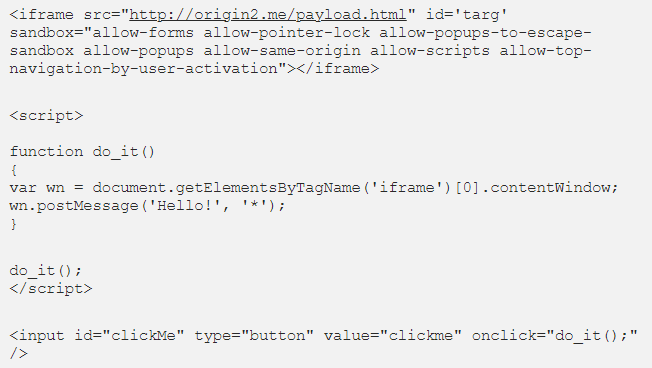 <iframe src="http://origin2.me/payload.html" id='targ'
sandbox="allow-forms allow-pointer-lock allow-popups-to-escape-
sandbox allow-popups allow-same-origin allow-scripts allow-top-
navigation-by-user-activation"></iframe>
<script>
function do_it()
{
var wn = document.getElementsByTagName('iframe')[0].contentWindow;
wn.postMessage('Hello!', '*');
}
do_it();
</script>
<input id="clickMe" type="button" value="clickme" onclick="do_it();"
/>